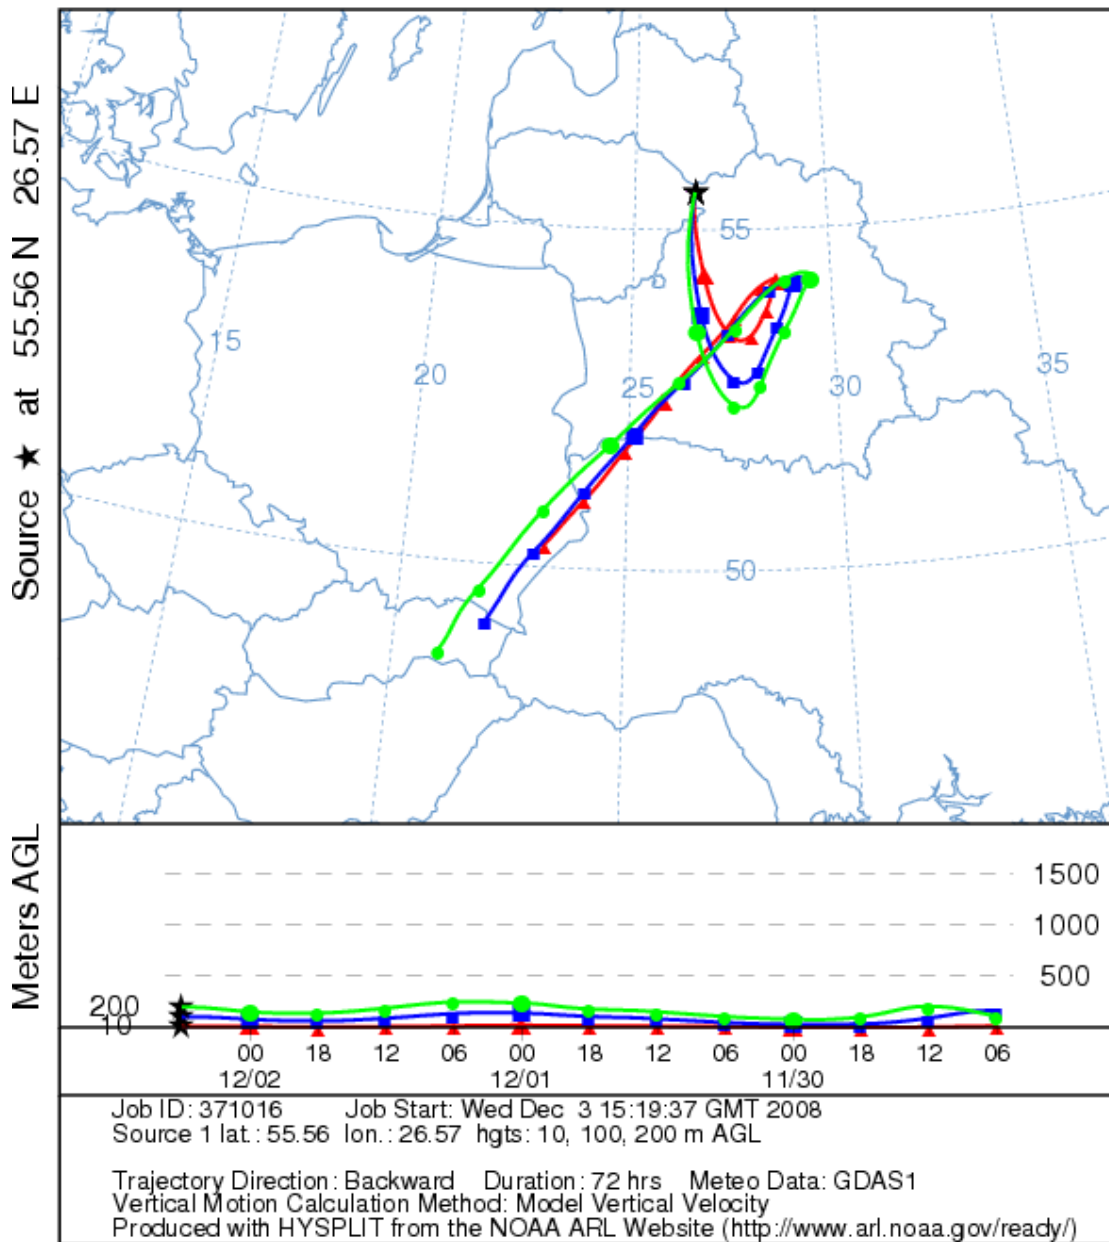 Source ★ at 55.56 N 26.57 E
55
15
20
25
30
35
50
Meters AGL
1500
1000
500
200
10
00 18 12 06 00 18 12 06 00 18 12 06
12/02 12/01 11/30
Job ID: 371016 Job Start: Wed Dec 3 15:19:37 GMT 2008
Source 1 lat.: 55.56 lon.: 26.57 hgts: 10, 100, 200 m AGL
Trajectory Direction: Backward Duration: 72 hrs Meteo Data: GDAS1
Vertical Motion Calculation Method: Model Vertical Velocity
Produced with HYSPLIT from the NOAA ARL Website (http://www.arl.noaa.gov/ready/)